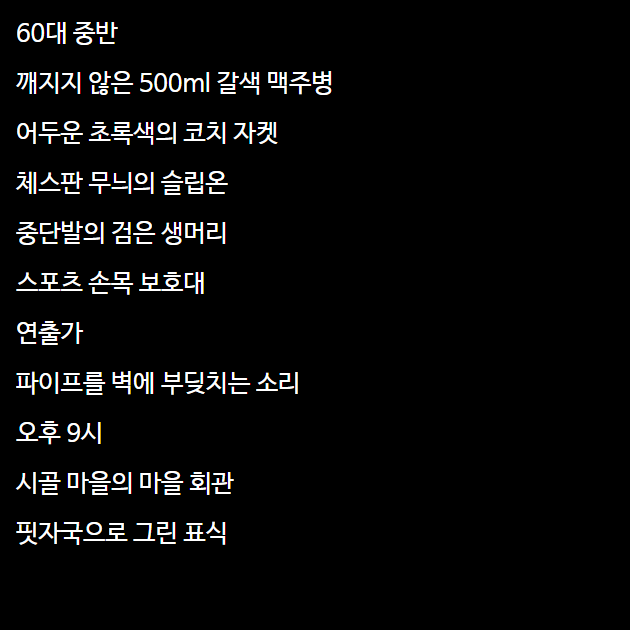 60대 중반
깨지지 않은 500ml 갈색 맥주병
어두운 초록색의 코치 자켓
체스판 무늬의 슬립온
중단발의 검은 생머리
스포츠 손목 보호대
연출가
파이프를 벽에 부딪치는 소리
오후 9시
시골 마을의 마을 회관
핏자국으로 그린 표식